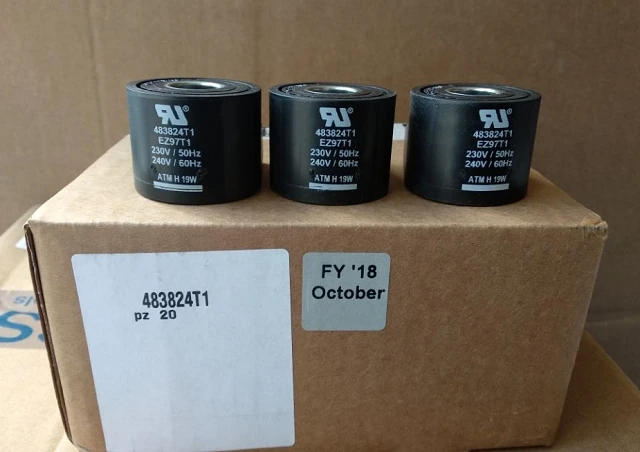 483824T1
EZ97T1
230V / 50Hz
240V / 60Hz
ATM H 19W
483824T1
EZ97T1
230V / 50Hz
240V / 60Hz
ATM H 19W
483824T1
EZ97T1
230V / 50Hz
240V / 60Hz
ATM H 19W
483824T1
pz 20
FY '18
October